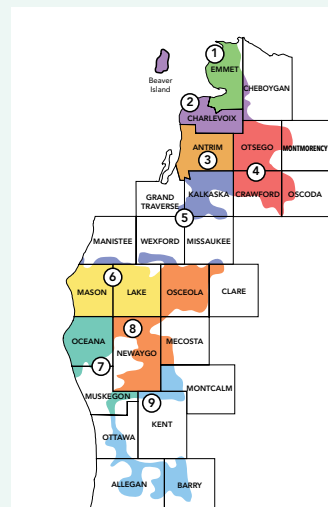 1
EMMET
Beaver
Island
CHEBOYGAN
2
CHARLEVOIX
ANTRIM
OTSEGO
MONTMORENCY
3
4
KALKASKA
CRAWFORD
OSCODA
GRAND
TRAVERSE
5
MANISTEE
WEXFORD
MISSAUKEE
6
MASON
LAKE
OSCEOLA
CLARE
8
OCEANA
NEWAYGO
MECOSTA
7
MONTCALM
MUSKEGON
9
KENT
OTTAWA
ALLEGAN
BARRY